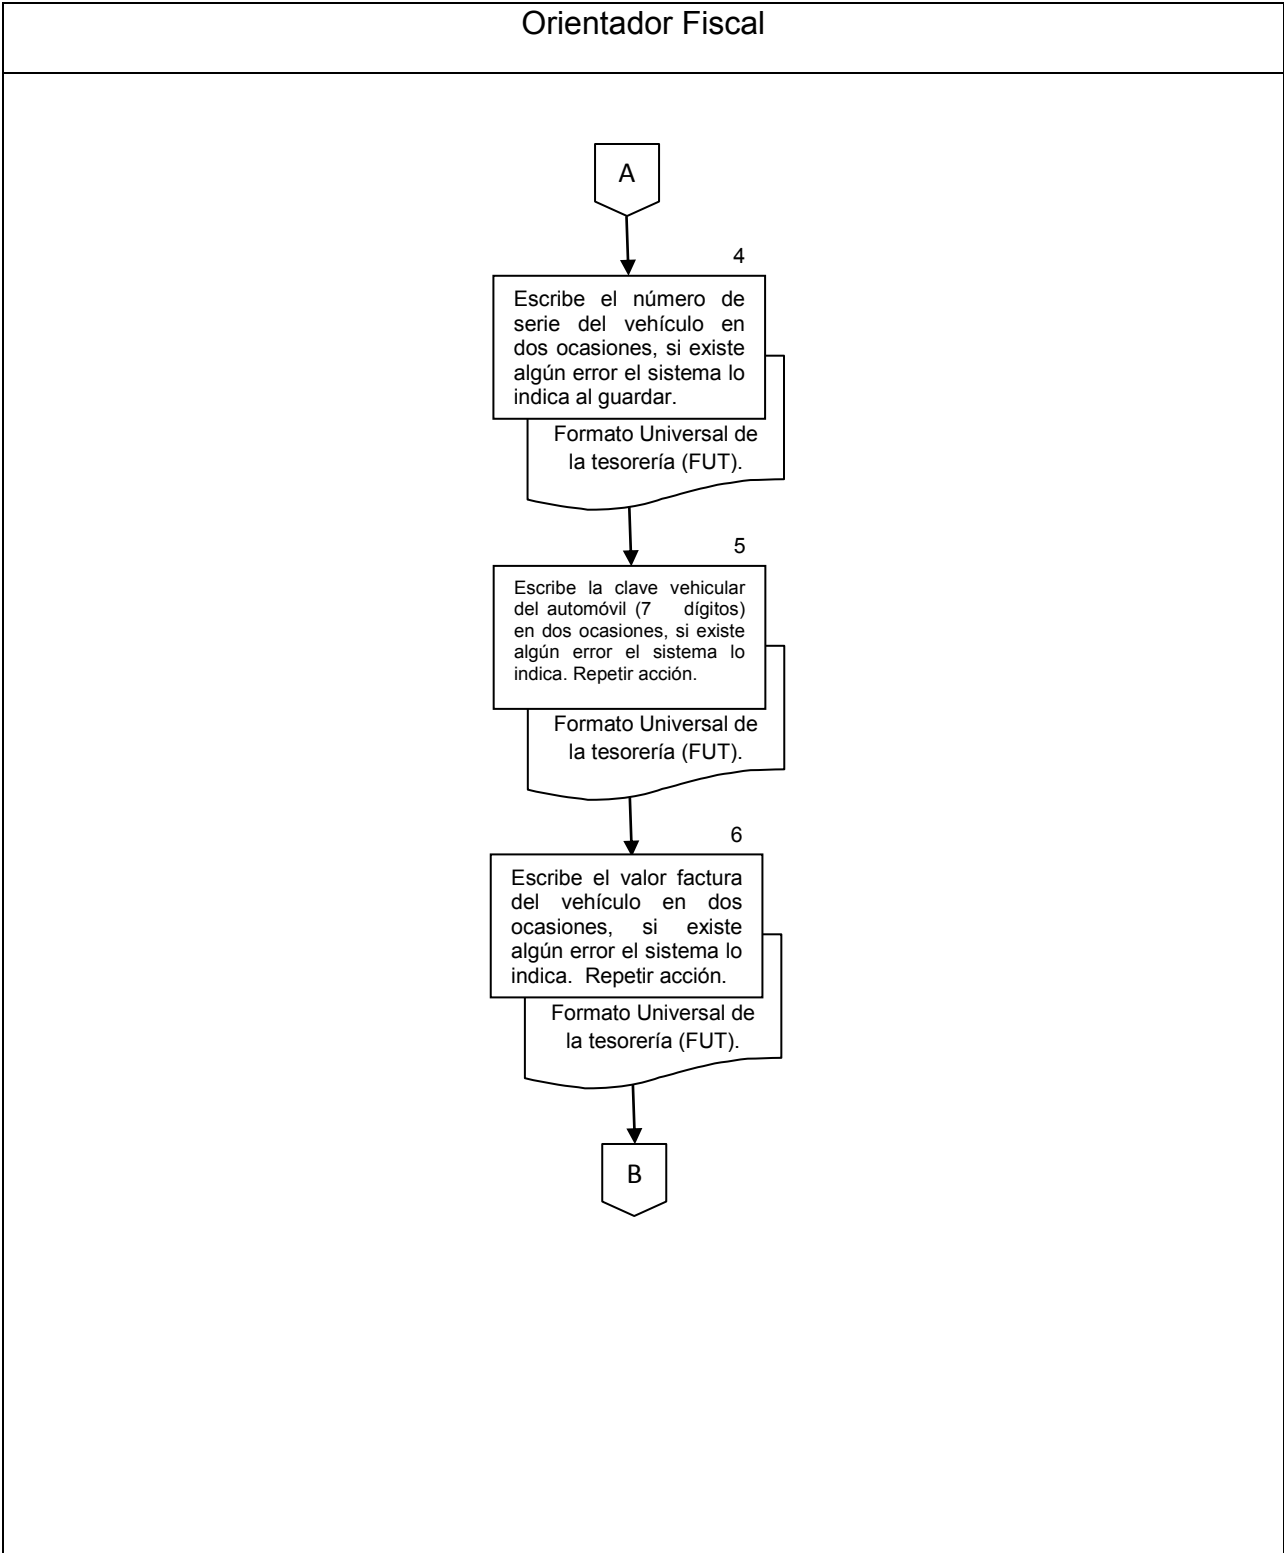 Orientador Fiscal
A
4
Escribe el número de
serie del vehículo en
dos ocasiones, si existe
algún error el sistema lo
indica al guardar.
Formato Universal de
la tesorería (FUT).
5
Escribe la clave vehicular
del automóvil (7 dígitos)
en dos ocasiones, si existe
algún error el sistema lo
indica. Repetir acción.
Formato Universal de
la tesorería (FUT).
6
Escribe el valor factura
del vehículo en dos
ocasiones, si existe
algún error el sistema lo
indica. Repetir acción.
Formato Universal de
la tesorería (FUT).
B